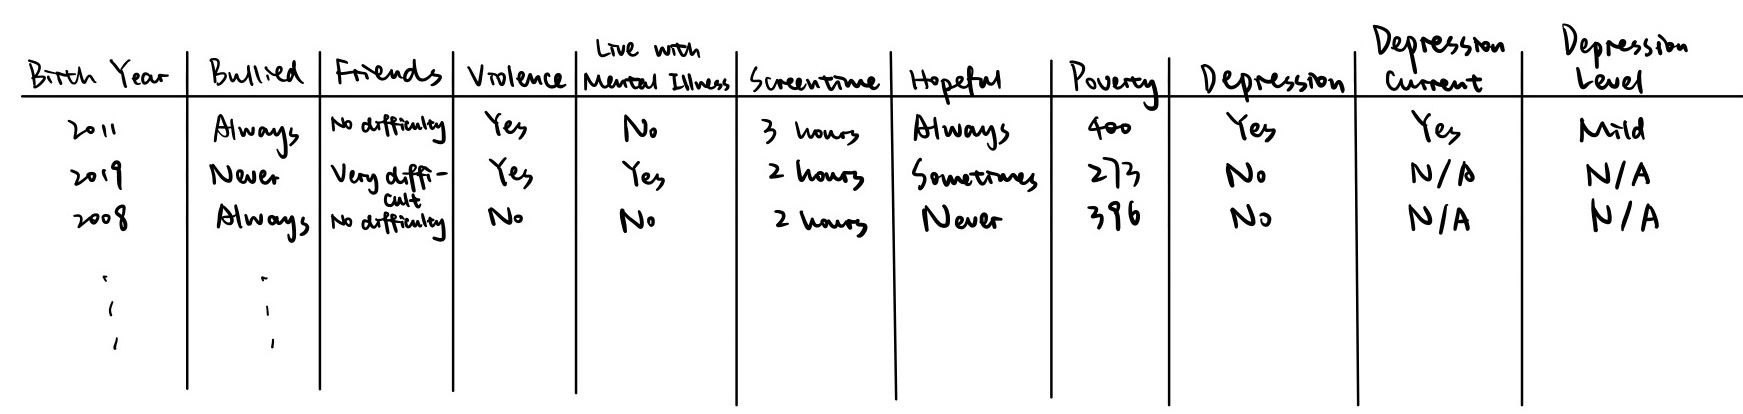 Birth Year Bullied Friends Violence Live with Mental Illness Screentime Hopeful Poverty Depression Depression Current Depression Level
2011 Always No difficulty Yes No 3 hours Always 400 Yes Yes Mild
2019 Never Very diffi-cult Yes Yes 2 hours Sometimes 273 No N/A N/A
2008 Always No difficulty No No 2 hours Never 396 No N/A N/A